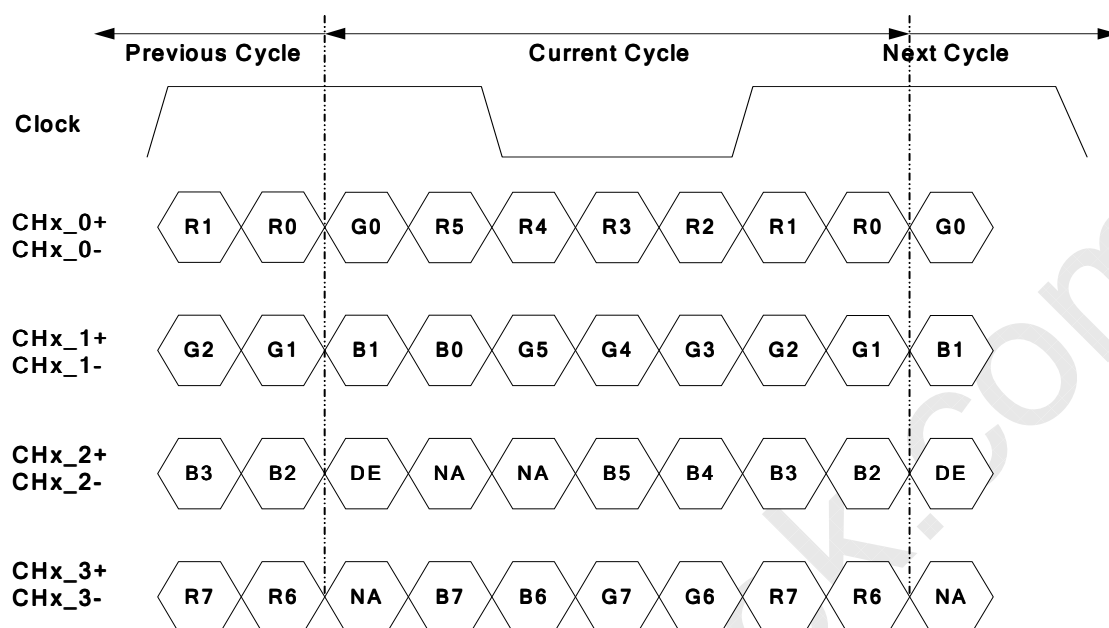 Previous Cycle Current Cycle Next Cycle
Clock
CHx_0+
CHx_0-
R1 R0 G0 R5 R4 R3 R2 R1 R0 G0
CHx_1+
CHx_1-
G2 G1 B1 B0 G5 G4 G3 G2 G1 B1
CHx_2+
CHx_2-
B3 B2 DE NA NA B5 B4 B3 B2 DE
CHx_3+
CHx_3-
R7 R6 NA B7 B6 G7 G6 R7 R6 NA
k.com